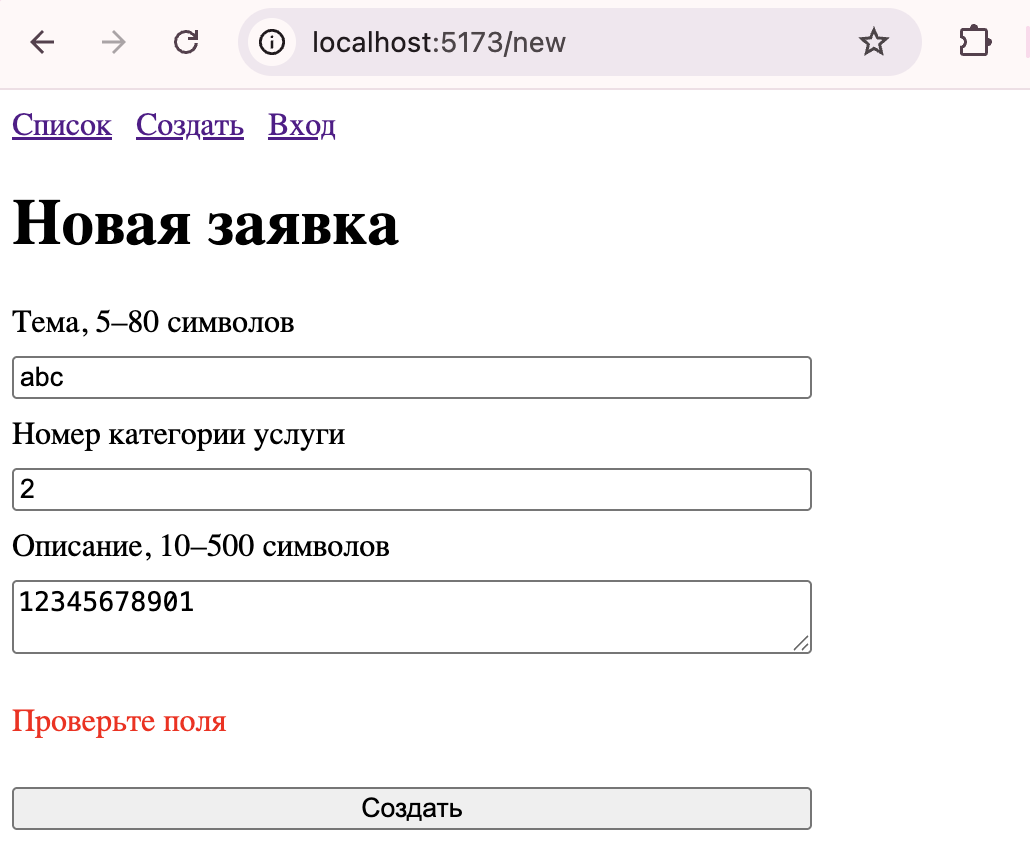 localhost:5173/new
Список Создать Вход
Новая заявка
Тема, 5–80 символов
abc
Номер категории услуги
2
Описание, 10–500 символов
12345678901
Проверьте поля
Создать